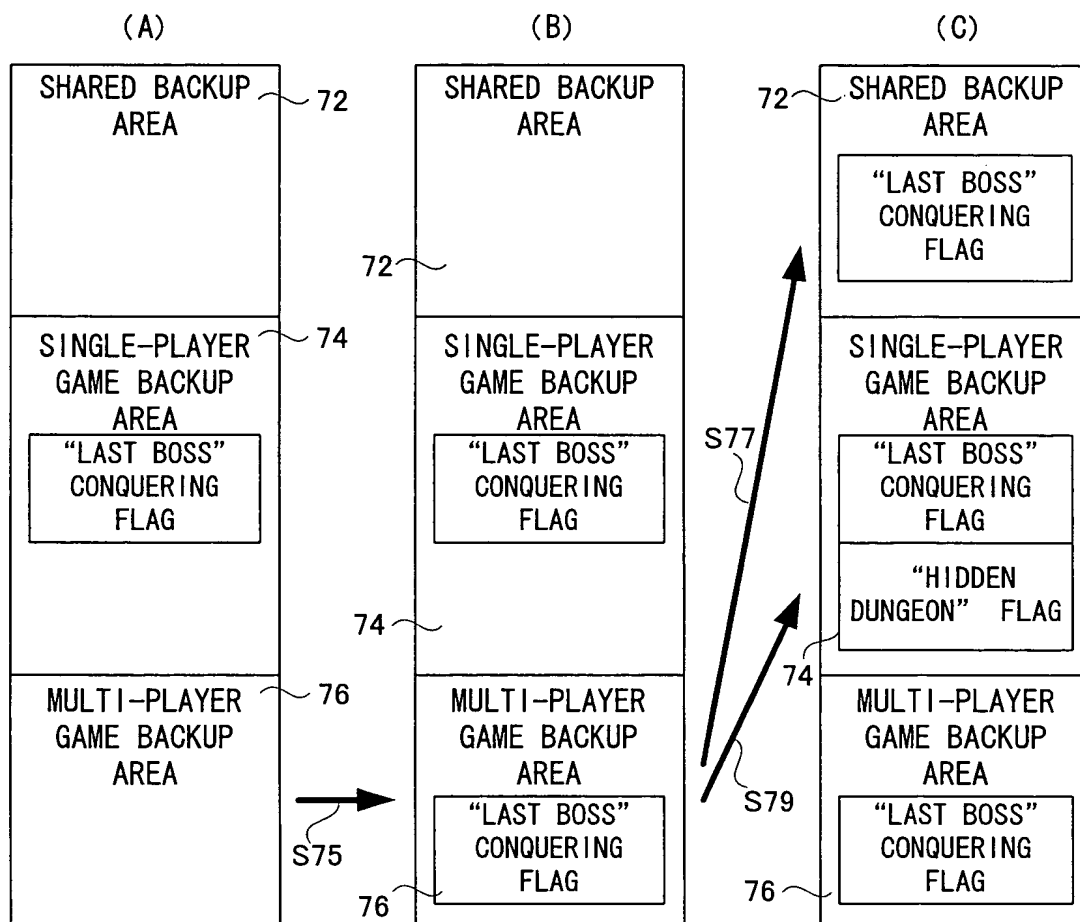 (A)
SHARED BACKUP
AREA
72
SINGLE-PLAYER
GAME BACKUP
AREA
74
"LAST BOSS"
CONQUERING
FLAG
MULTI-PLAYER
GAME BACKUP
AREA
76
S75
(B)
SHARED BACKUP
AREA
72
SINGLE-PLAYER
GAME BACKUP
AREA
"LAST BOSS"
CONQUERING
FLAG
74
MULTI-PLAYER
GAME BACKUP
AREA
"LAST BOSS"
CONQUERING
FLAG
76
S77
S79
(C)
72
SHARED BACKUP
AREA
"LAST BOSS"
CONQUERING
FLAG
SINGLE-PLAYER
GAME BACKUP
AREA
"LAST BOSS"
CONQUERING
FLAG
"HIDDEN
DUNGEON" FLAG
74
MULTI-PLAYER
GAME BACKUP
AREA
"LAST BOSS"
CONQUERING
FLAG
76